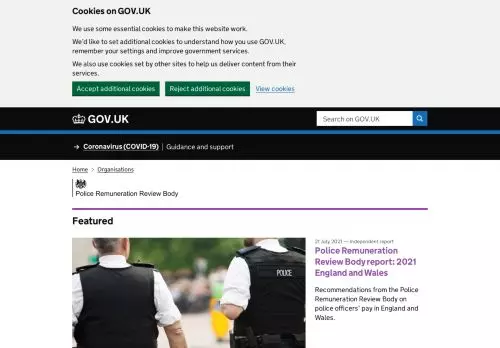 Cookies on GOV.UK
We use some essential cookies to make this website work.
We'd like to set additional cookies to understand how you use GOV.UK,
remember your settings and improve government services.
We also use cookies set by other sites to help us deliver content from their
services.
Accept additional cookies Reject additional cookies View cookies
GOV.UK Search on GOV.UK
→ Coronavirus (COVID-19) | Guidance and support
Home > Organisations
Police Remuneration Review Body
Featured
21 July 2021 — Independent report
Police Remuneration
Review Body report: 2021
England and Wales
POLICE
Recommendations from the Police
Remuneration Review Body on
police officers' pay in England and
Wales.